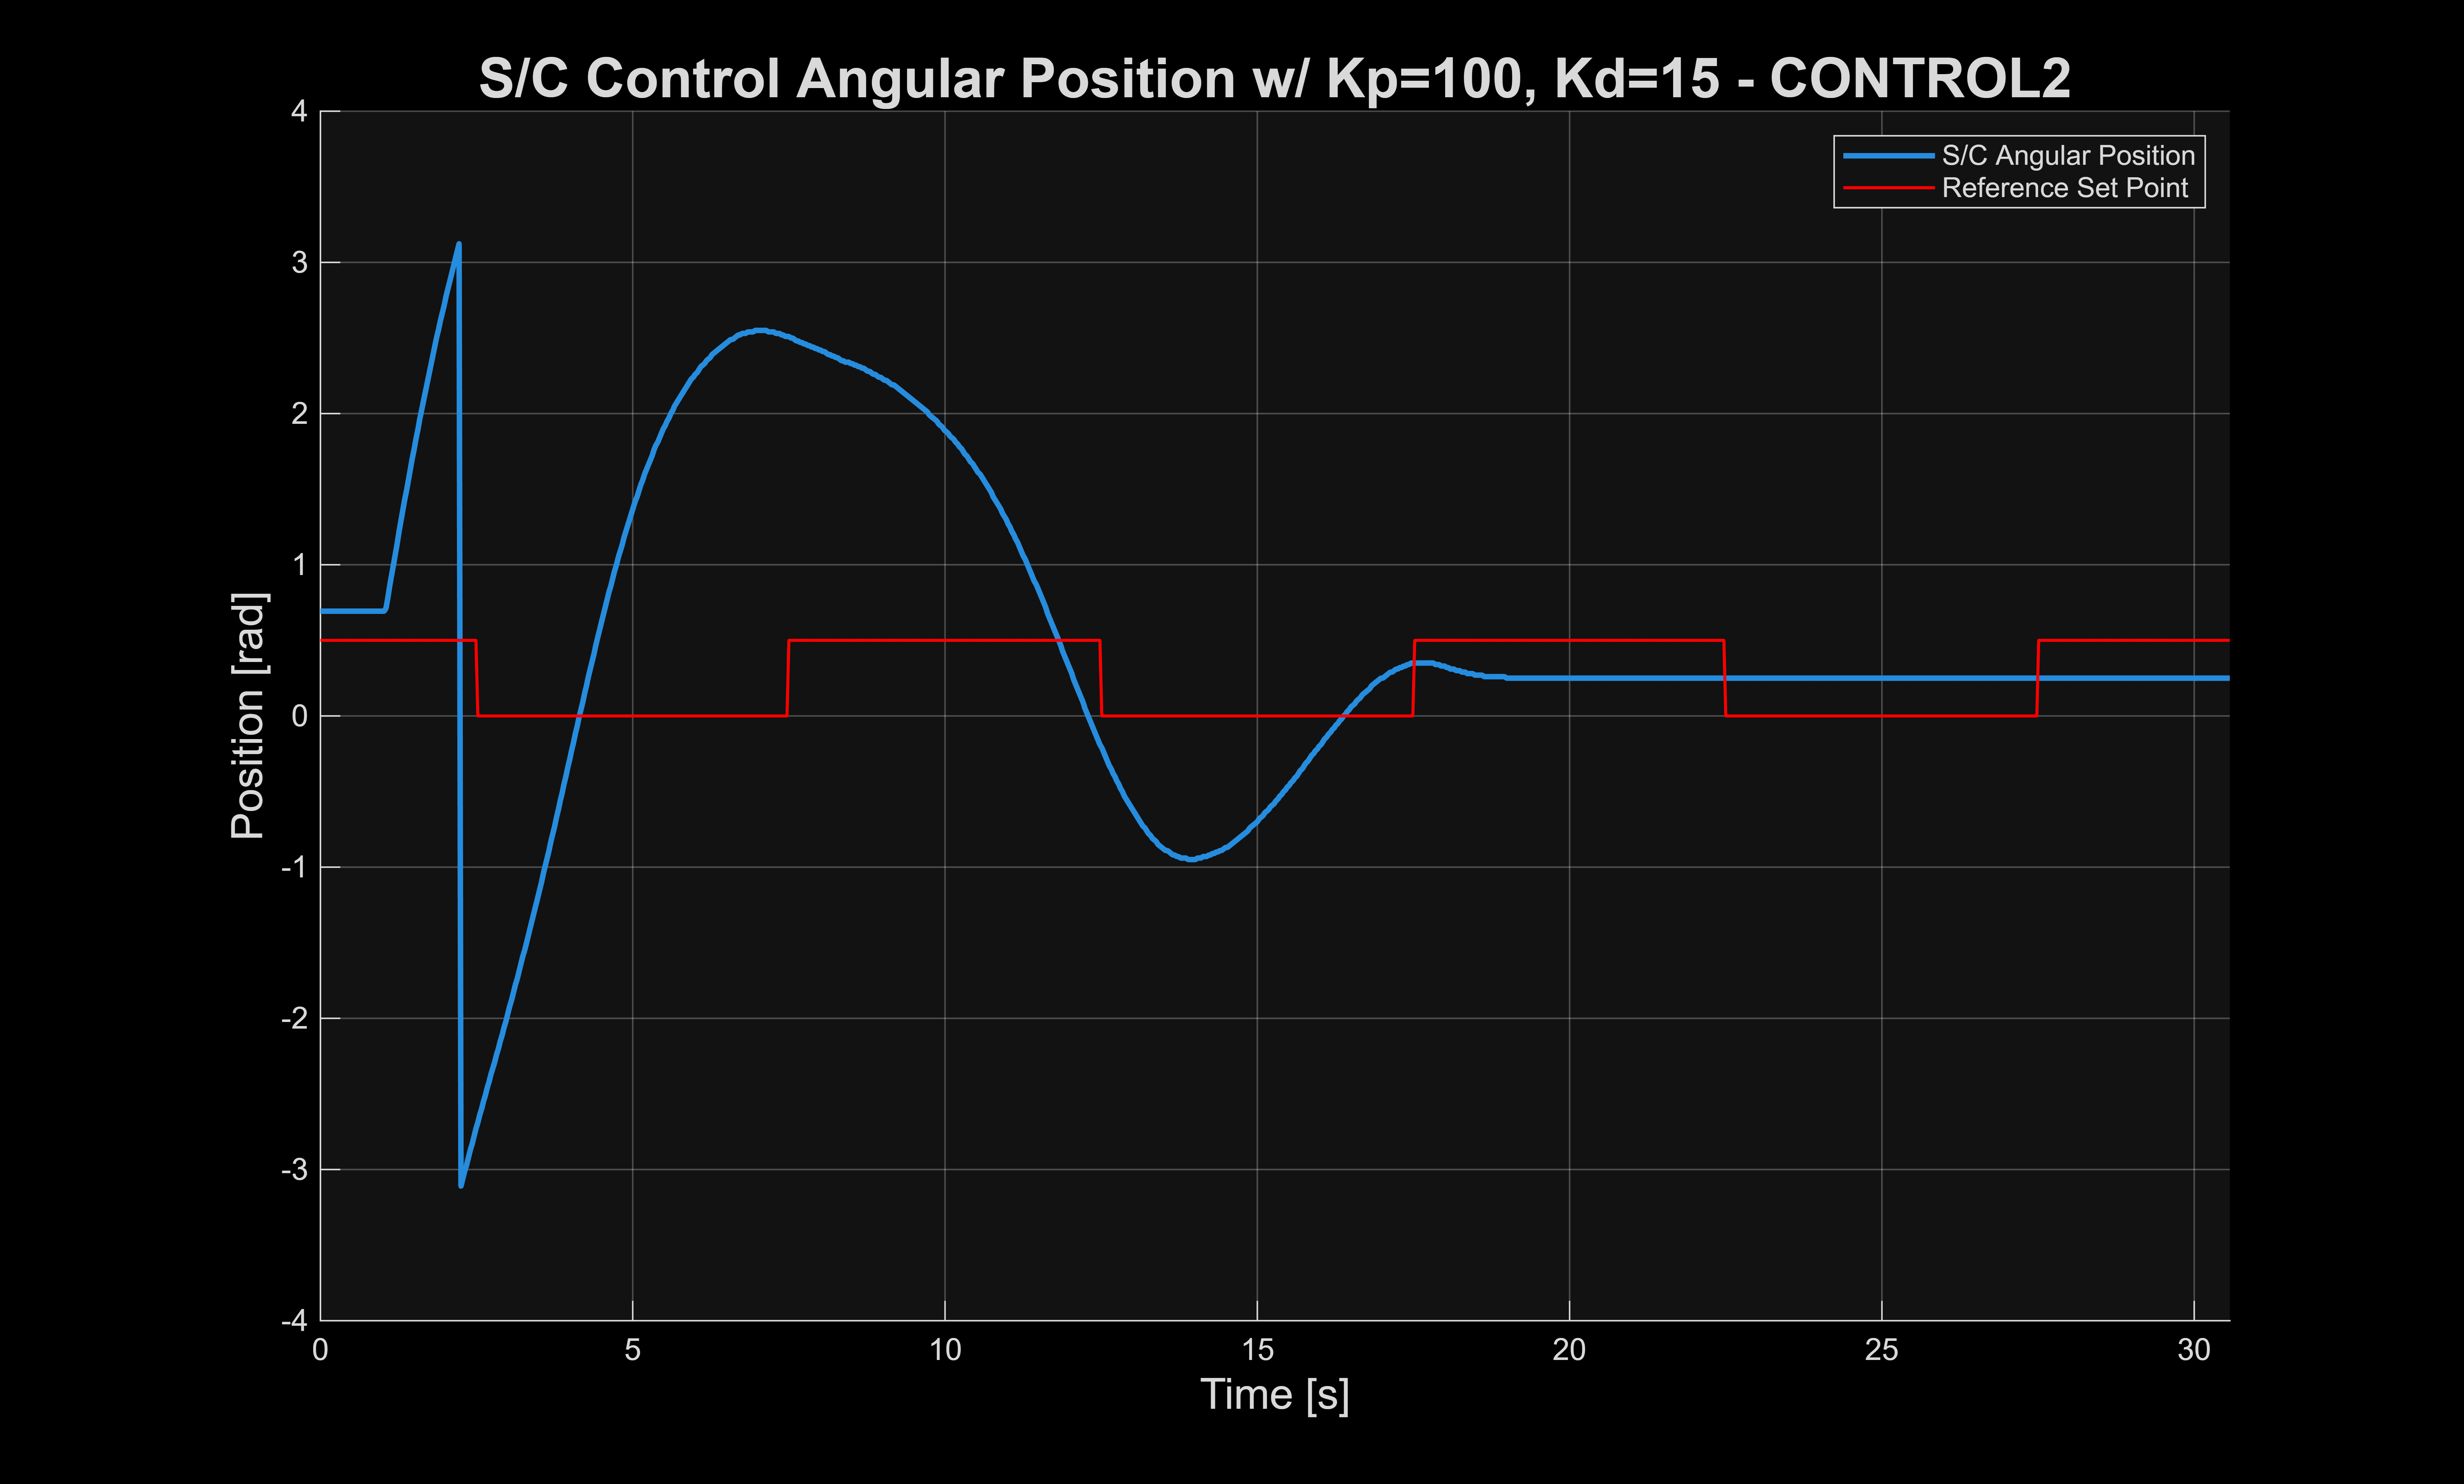 S/C Control Angular Position w/ Kp=100, Kd=15 - CONTROL2
S/C Angular Position
Reference Set Point
Position [rad]
4
3
2
1
0
-1
-2
-3
-4
0 5 10 15 20 25 30
Time [s]